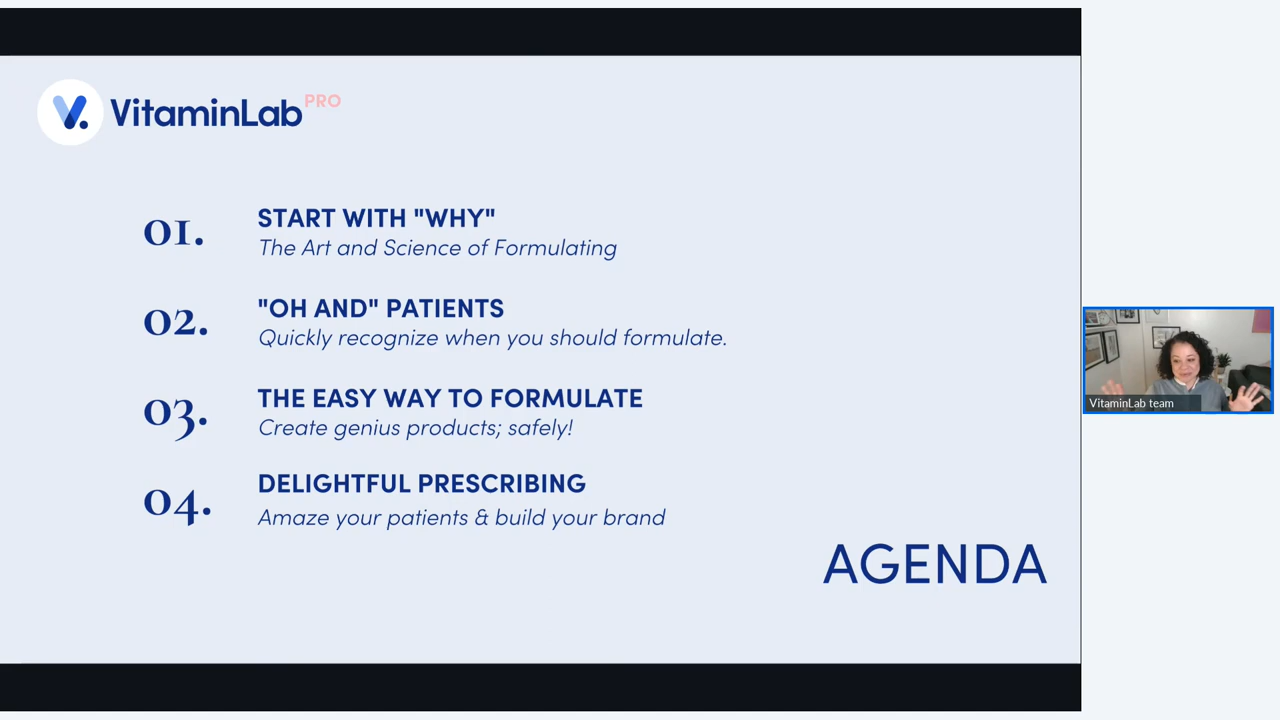 VitaminLab PRO
01.
START WITH "WHY"
The Art and Science of Formulating
02.
"OH AND" PATIENTS
Quickly recognize when you should formulate.
03.
THE EASY WAY TO FORMULATE
Create genius products; safely!
04.
DELIGHTFUL PRESCRIBING
Amaze your patients & build your brand
AGENDA
VitaminLab team